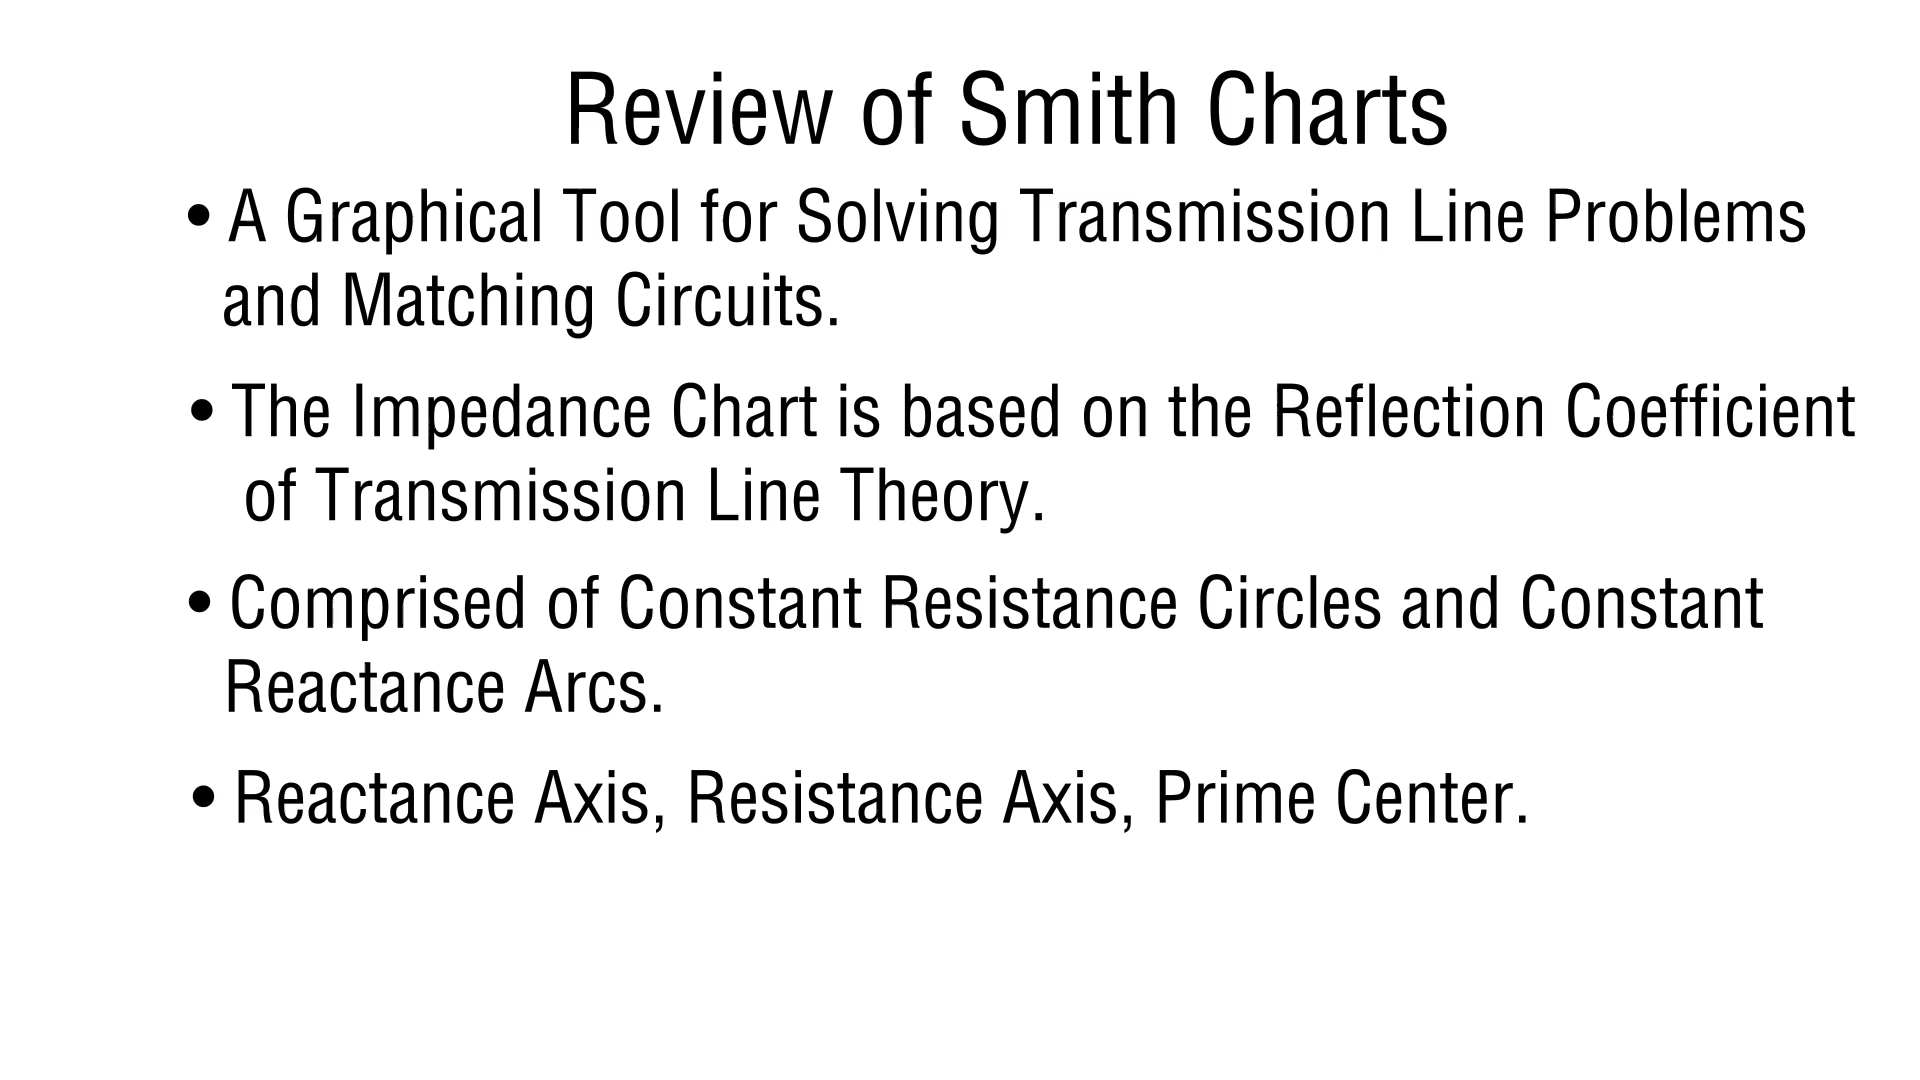 Review of Smith Charts
• A Graphical Tool for Solving Transmission Line Problems
and Matching Circuits.
• The Impedance Chart is based on the Reflection Coefficient
of Transmission Line Theory.
• Comprised of Constant Resistance Circles and Constant
Reactance Arcs.
• Reactance Axis, Resistance Axis, Prime Center.